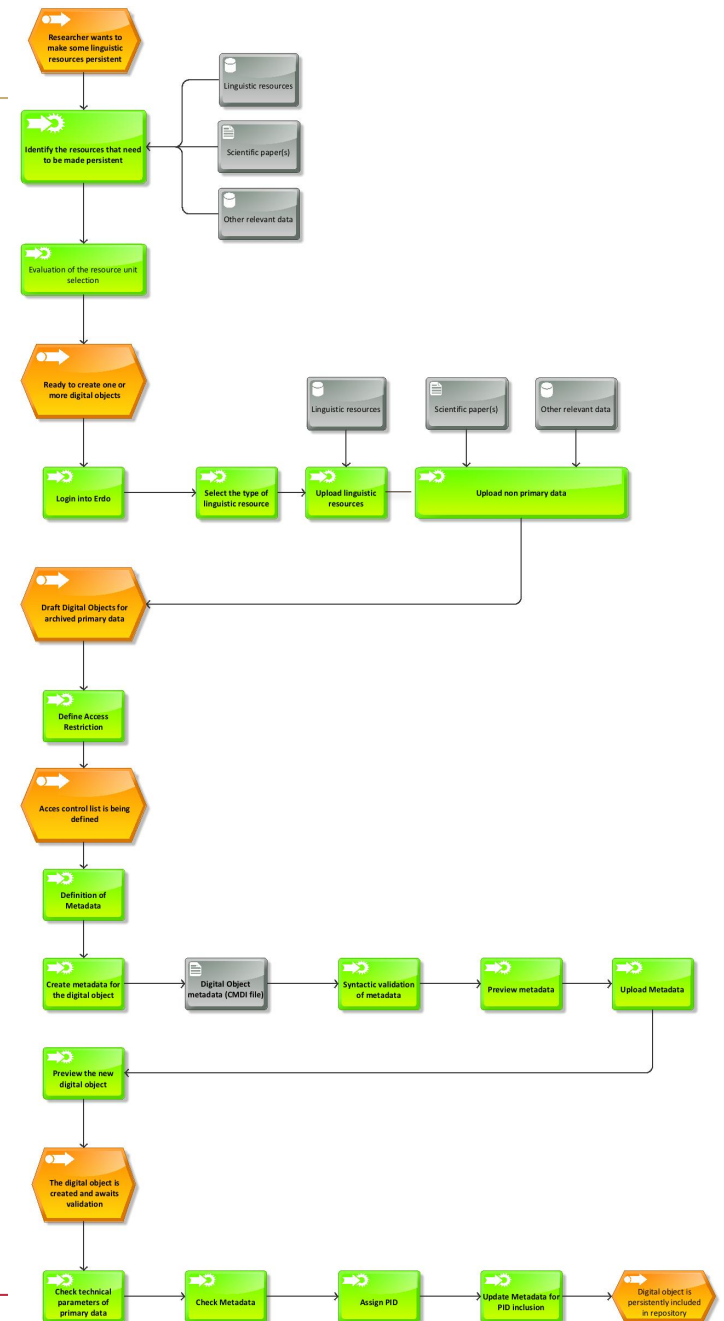 Researcher wants to
make some linguistic
resources persistent
Linguistic resources
Identify the resources that need
to be made persistent
Scientific paper(s)
Other relevant data
Evaluation of the resource unit
selection
Ready to create one or
more digital objects
Linguistic resources
Scientific paper(s)
Other relevant data
Login into Erdo
Select the type of
linguistic resource
Upload linguistic
resources
Upload non primary data
Draft Digital Objects for
archived primary data
Define Access
Restriction
Acces control list is being
defined
Definition of
Metadata
Create metadata for
the digital object
Digital Object
metadata (CMDI file)
Syntactic validation
of metadata
Preview metadata
Upload Metadata
Preview the new
digital object
The digital object is
created and awaits
validation
Check technical
parameters of
primary data
Check Metadata
Assign PID
Update Metadata for
PID inclusion
Digital object is
persistently included
in repository